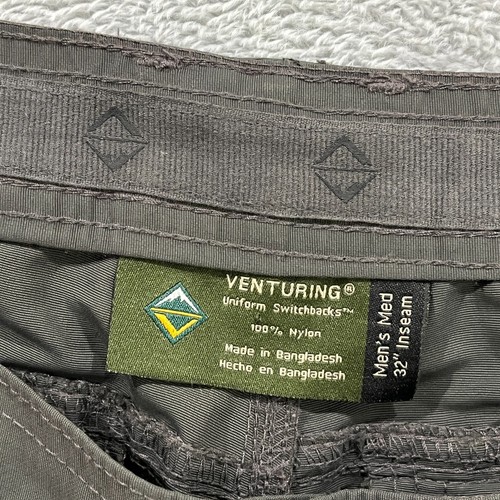 VENTURING®
Uniform Switchbacks™
100% Nylon
Made in Bangladesh
Hecho en Bangladesh
Men's Med
32" Inseam